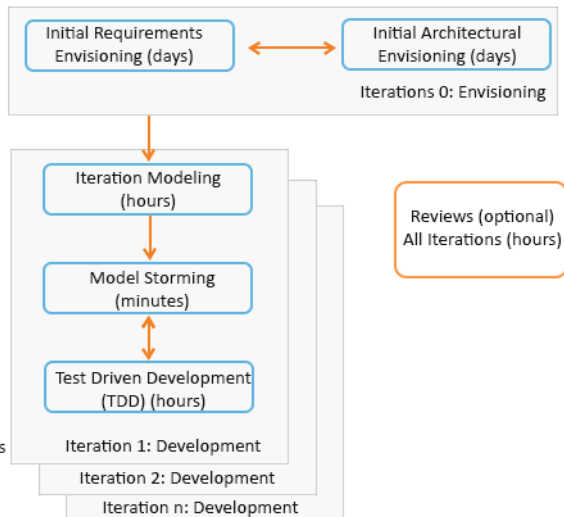 Initial Requirements
Envisioning (days)
Initial Architectural
Envisioning (days)
Iterations 0: Envisioning
Iteration Modeling
(hours)
Reviews (optional)
All Iterations (hours)
Model Storming
(minutes)
Test Driven Development
(TDD) (hours)
s
Iteration 1: Development
Iteration 2: Development
Iteration n: Development